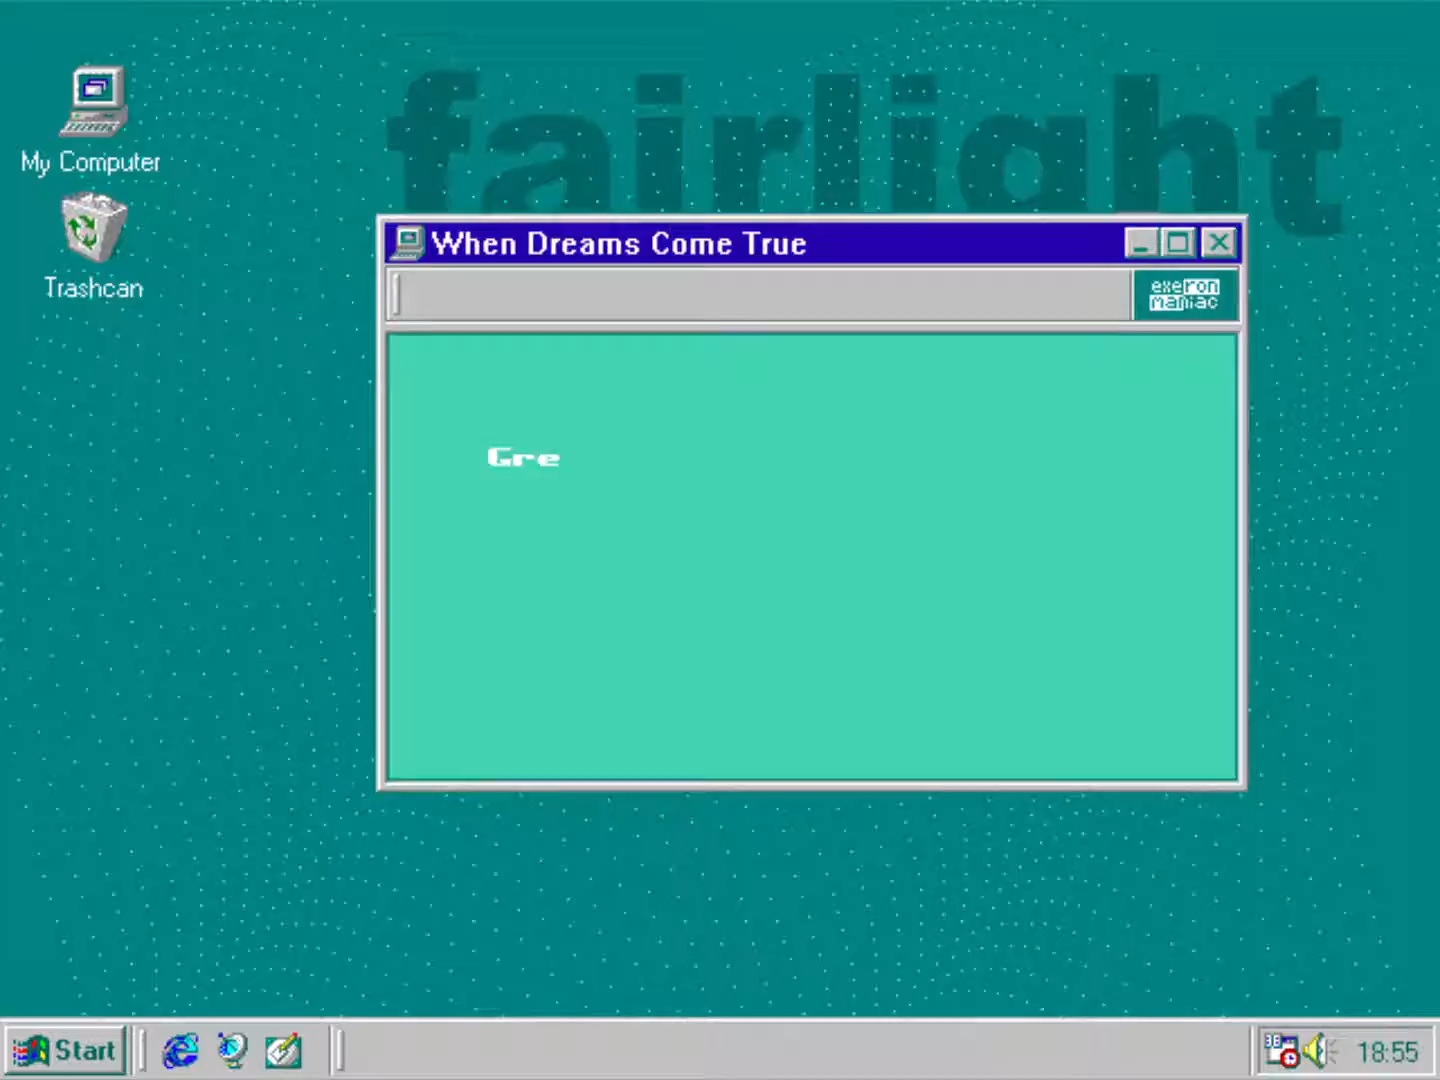 fairlight
My Computer
Trashcan
When Dreams Come True
exeron
maniac
Gre
Start
18:55